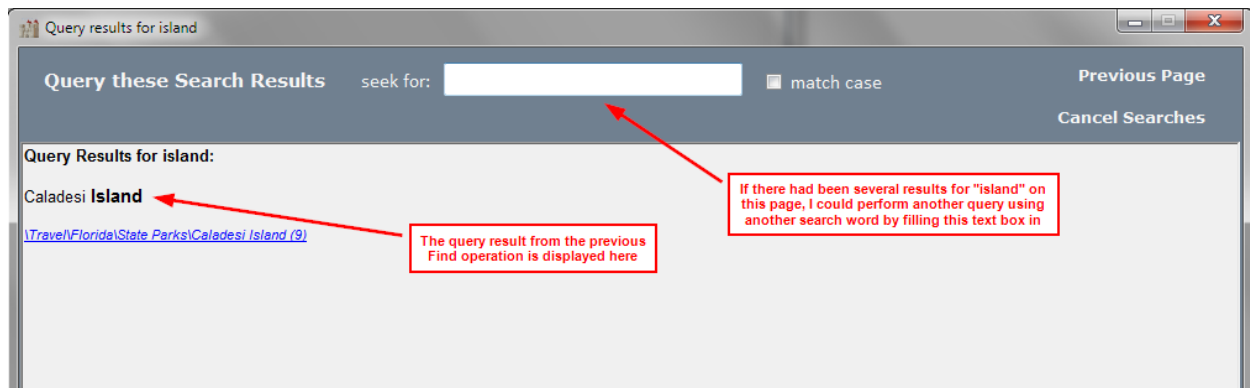 Query results for island
Query these Search Results seek for: match case Previous Page
Cancel Searches
Query Results for island:
Caladesi Island
\Travel\Florida\State Parks\Caladesi Island (9)
If there had been several results for "island" on
this page, I could perform another query using
another search word by filling this text box in
The query result from the previous
Find operation is displayed here